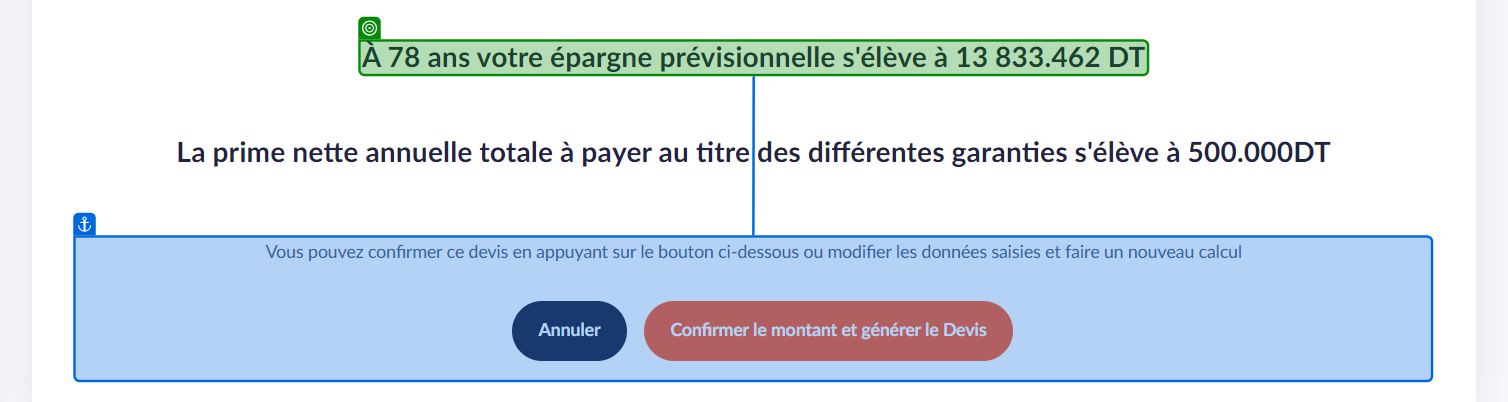 À 78 ans votre épargne prévisionnelle s'élève à 13 833.462 DT
La prime nette annuelle totale à payer au titre des différentes garanties s'élève à 500.000DT
Vous pouvez confirmer ce devis en appuyant sur le bouton ci-dessous ou modifier les données saisies et faire un nouveau calcul
Annuler
Confirmer le montant et générer le Devis